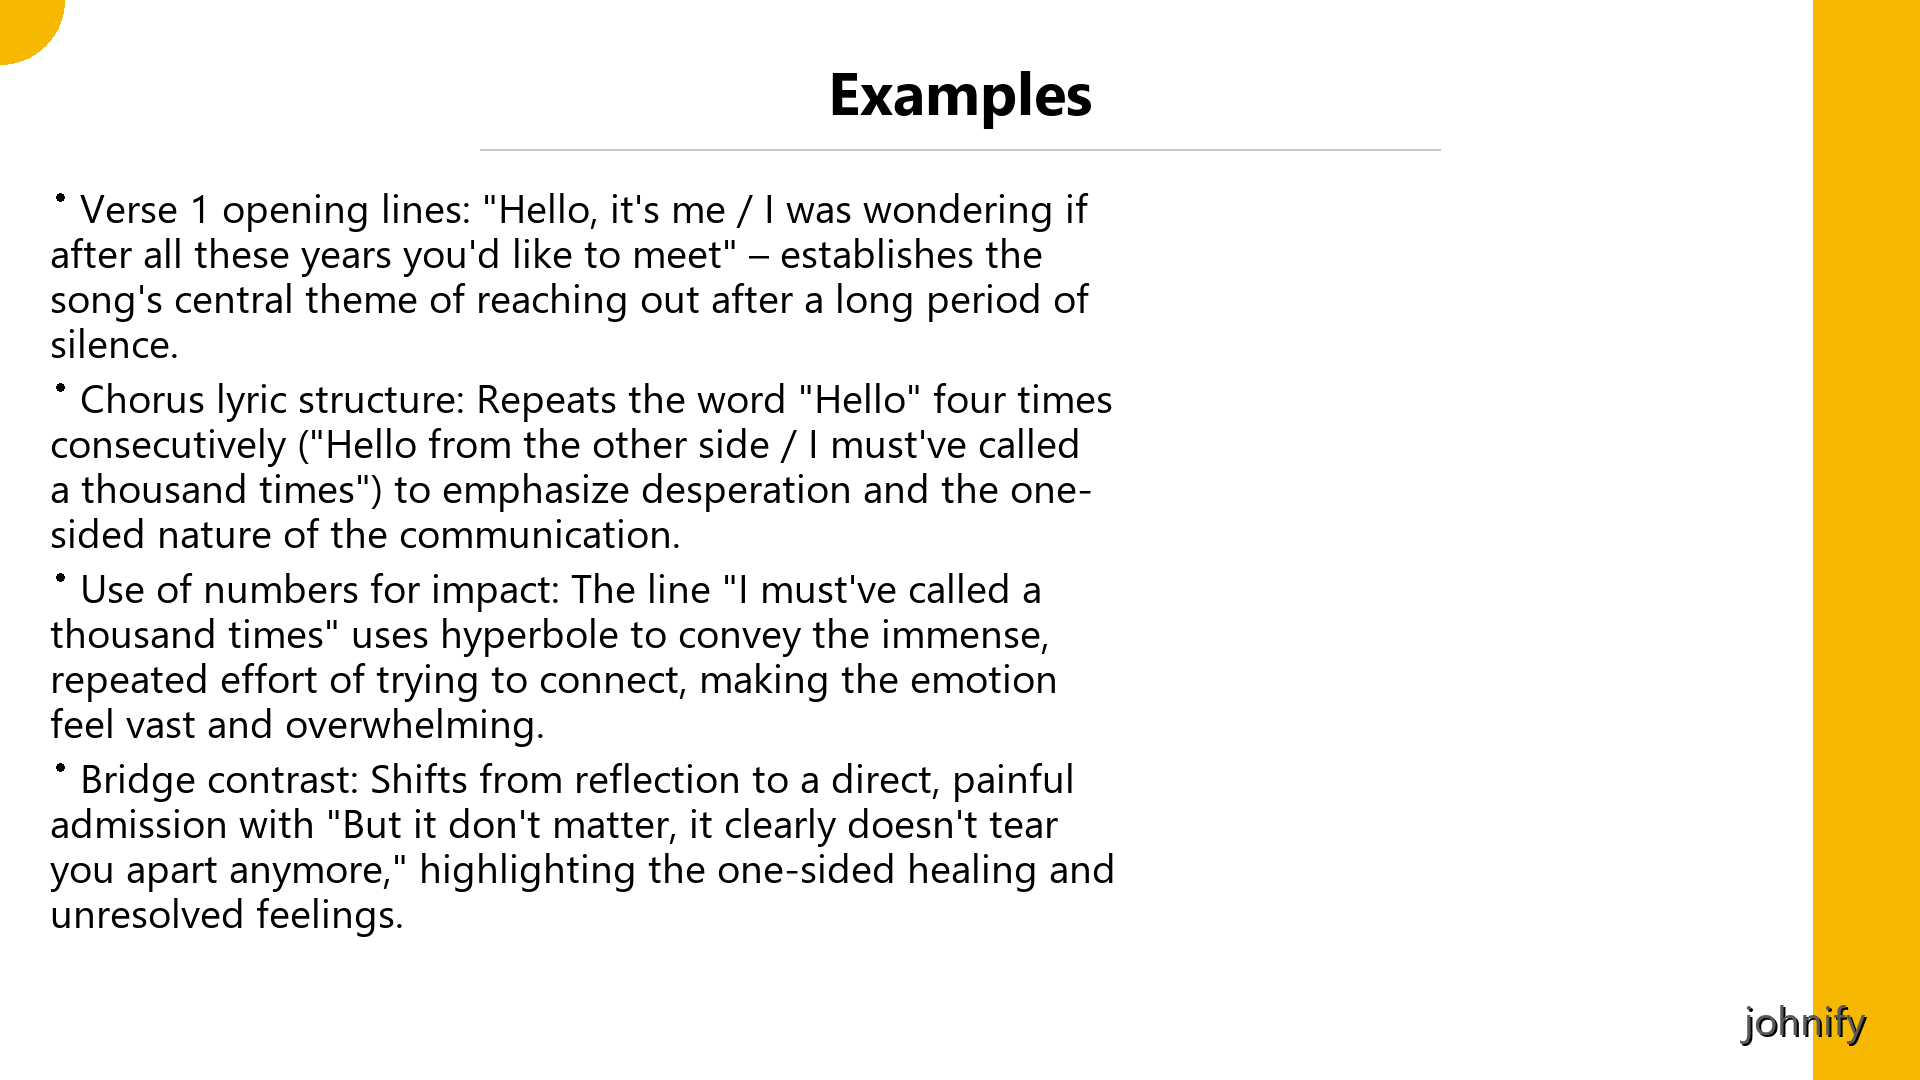 Examples
• Verse 1 opening lines: "Hello, it's me / I was wondering if
after all these years you'd like to meet" – establishes the
song's central theme of reaching out after a long period of
silence.
• Chorus lyric structure: Repeats the word "Hello" four times
consecutively ("Hello from the other side / I must've called
a thousand times") to emphasize desperation and the one-
sided nature of the communication.
• Use of numbers for impact: The line "I must've called a
thousand times" uses hyperbole to convey the immense,
repeated effort of trying to connect, making the emotion
feel vast and overwhelming.
• Bridge contrast: Shifts from reflection to a direct, painful
admission with "But it don't matter, it clearly doesn't tear
you apart anymore," highlighting the one-sided healing and
unresolved feelings.
johnify